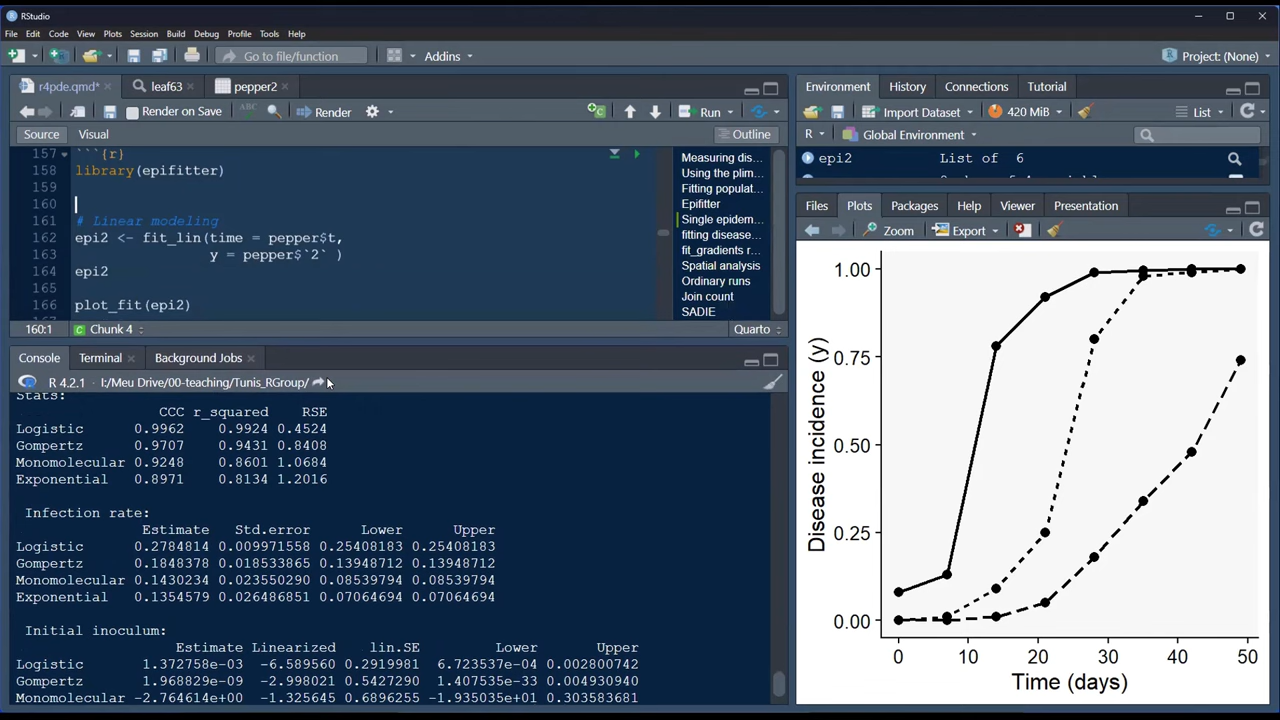 RStudio
File Edit Code View Plots Session Build Debug Profile Tools Help
Go to file/function Addins Project: (None)
r4pde.qmd* leaf63 pepper2
Render on Save ABC Render Run
Source Visual Outline
157 ```{r}
158 library(epifitter)
159
160
161 # Linear modeling
162 epi2 <- fit_lin(time = pepper$t,
163 y = pepper$`2` )
164 epi2
165
166 plot_fit(epi2)
Measuring dis...
Using the plim...
Fitting populat...
Epifitter
Single epidem...
fitting disease...
fit_gradients r...
Spatial analysis
Ordinary runs
Join count
SADIE
160:1 Chunk 4 Quarto
Console Terminal Background Jobs
R 4.2.1 · I:/Meu Drive/00-teaching/Tunis_RGroup/
Stats:
CCC r_squared RSE
Logistic 0.9962 0.9924 0.4524
Gompertz 0.9707 0.9431 0.8408
Monomolecular 0.9248 0.8601 1.0684
Exponential 0.8971 0.8134 1.2016
Infection rate:
Estimate Std.error Lower Upper
Logistic 0.2784814 0.009971558 0.25408183 0.25408183
Gompertz 0.1848378 0.018533865 0.13948712 0.13948712
Monomolecular 0.1430234 0.023550290 0.08539794 0.08539794
Exponential 0.1354579 0.026486851 0.07064694 0.07064694
Initial inoculum:
Estimate Linearized lin.SE Lower Upper
Logistic 1.372758e-03 -6.589560 0.2919981 6.723537e-04 0.002800742
Gompertz 1.968829e-09 -2.998021 0.5427290 1.407535e-33 0.004930940
Monomolecular -2.764614e+00 -1.325645 0.6896255 -1.935035e+01 0.303583681
Environment History Connections Tutorial
Import Dataset 420 MiB List
R Global Environment
epi2 List of 6
Files Plots Packages Help Viewer Presentation
Zoom Export
1.00
0.75
0.50
0.25
0.00
Disease incidence (y)
0 10 20 30 40 50
Time (days)